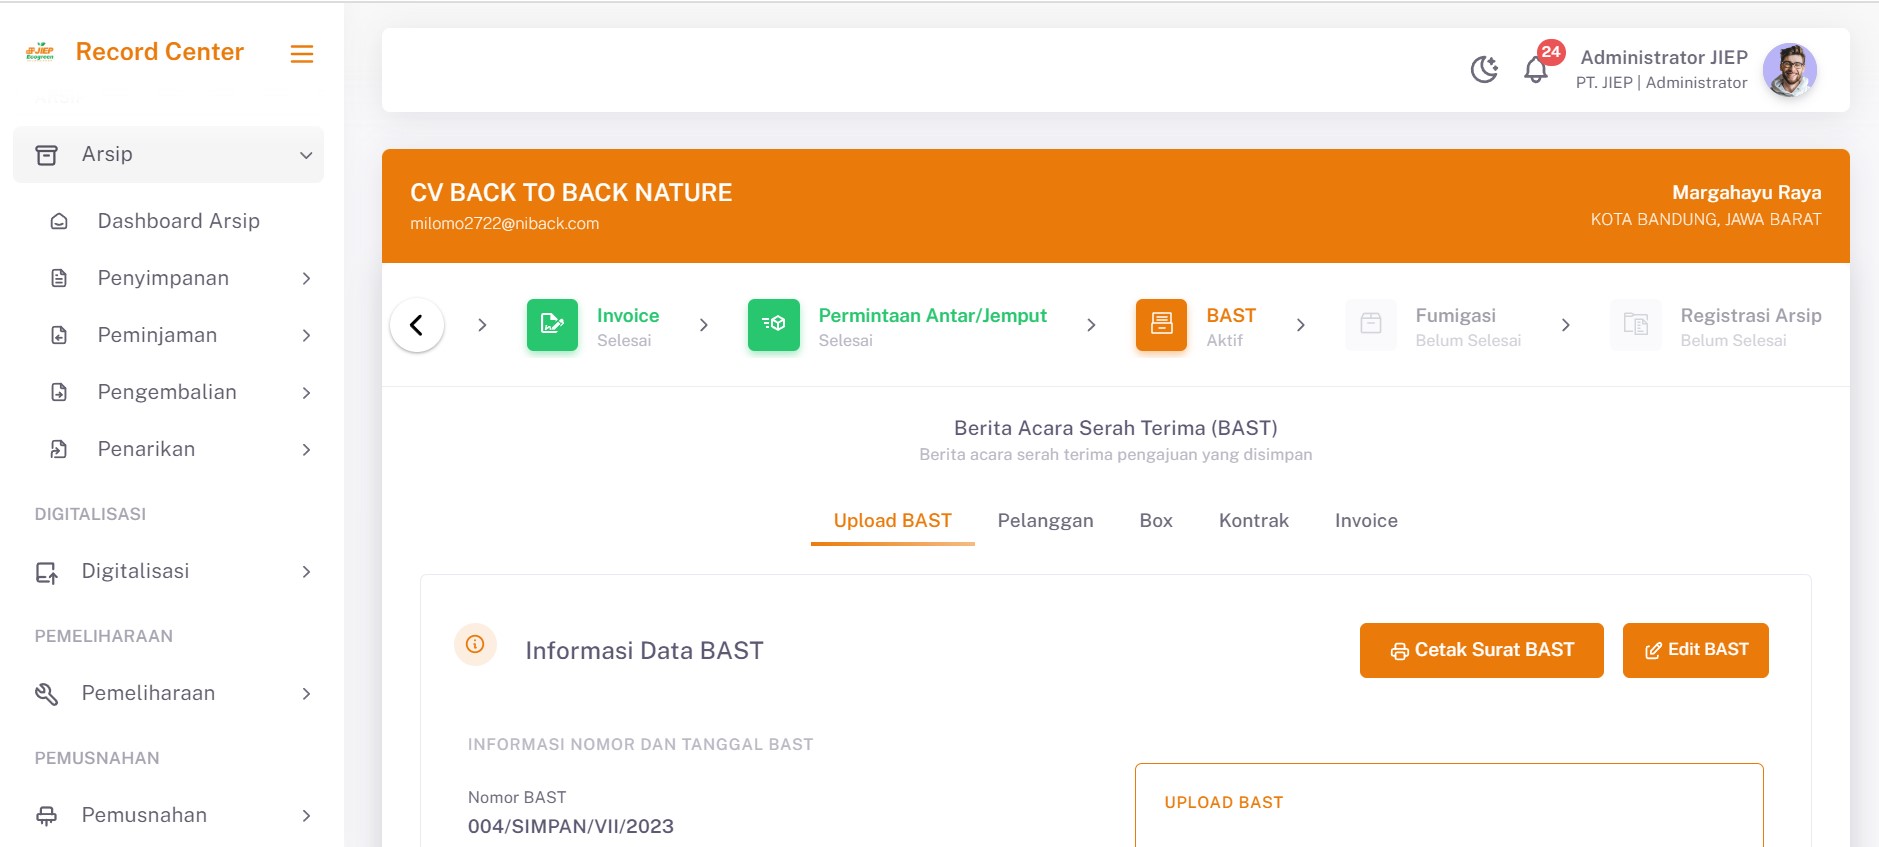 JIEP
Ecogreen
Record Center
Arsip
Dashboard Arsip
Penyimpanan
Peminjaman
Pengembalian
Penarikan
DIGITALISASI
Digitalisasi
PEMELIHARAAN
Pemeliharaan
PEMUSNAHAN
Pemusnahan
24
Administrator JIEP
PT. JIEP | Administrator
CV BACK TO BACK NATURE
milomo2722@niback.com
Margahayu Raya
KOTA BANDUNG, JAWA BARAT
Invoice
Selesai
Permintaan Antar/Jemput
Selesai
BAST
Aktif
Fumigasi
Belum Selesai
Registrasi Arsip
Belum Selesai
Berita Acara Serah Terima (BAST)
Berita acara serah terima pengajuan yang disimpan
Upload BAST
Pelanggan
Box
Kontrak
Invoice
Informasi Data BAST
Cetak Surat BAST
Edit BAST
INFORMASI NOMOR DAN TANGGAL BAST
Nomor BAST
004/SIMPAN/VII/2023
UPLOAD BAST